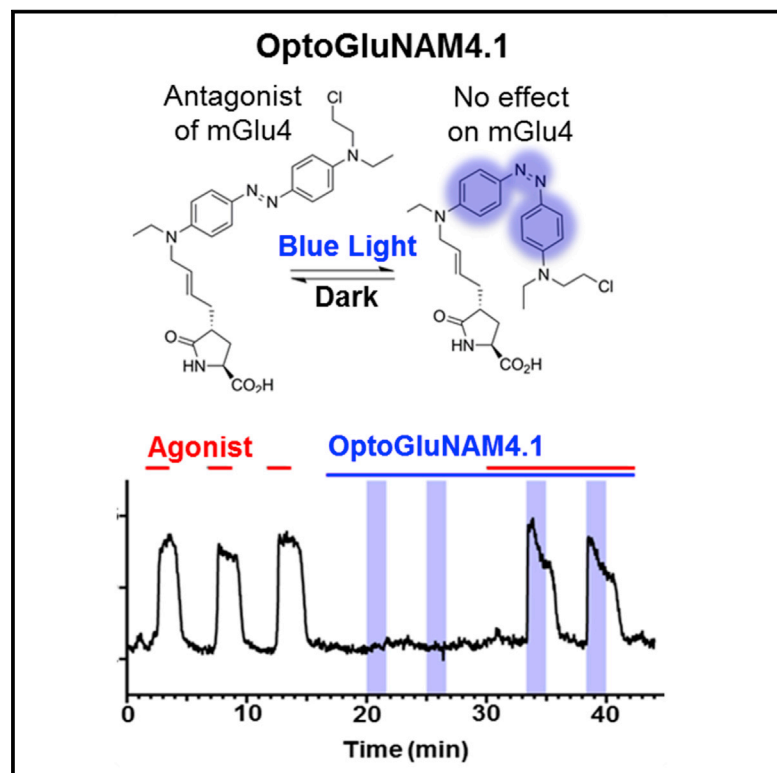 OptoGluNAM4.1
Antagonist
of mGlu4
No effect
on mGlu4
Cl
N
N
N
N
Blue Light
Dark
O
HN
CO2H
N
N
N
N
Cl
O
HN
CO2H
Agonist
OptoGluNAM4.1
0
10
20
30
40
Time (min)